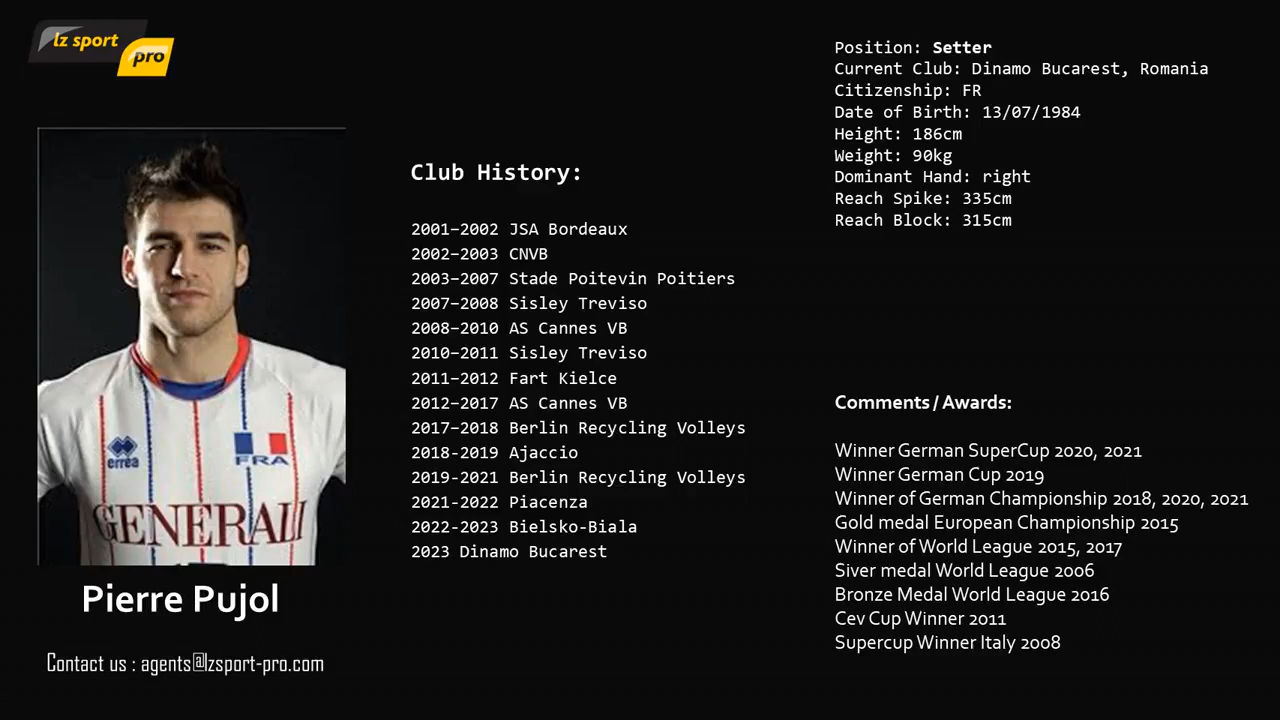 lz sport
pro
errea
FRA
GENERALI
Pierre Pujol
Contact us : agents@lzsport-pro.com
Club History:
2001–2002 JSA Bordeaux
2002–2003 CNVB
2003–2007 Stade Poitevin Poitiers
2007–2008 Sisley Treviso
2008–2010 AS Cannes VB
2010–2011 Sisley Treviso
2011–2012 Fart Kielce
2012–2017 AS Cannes VB
2017–2018 Berlin Recycling Volleys
2018-2019 Ajaccio
2019-2021 Berlin Recycling Volleys
2021-2022 Piacenza
2022-2023 Bielsko-Biala
2023 Dinamo Bucarest
Position: Setter
Current Club: Dinamo Bucarest, Romania
Citizenship: FR
Date of Birth: 13/07/1984
Height: 186cm
Weight: 90kg
Dominant Hand: right
Reach Spike: 335cm
Reach Block: 315cm
Comments / Awards:
Winner German SuperCup 2020, 2021
Winner German Cup 2019
Winner of German Championship 2018, 2020, 2021
Gold medal European Championship 2015
Winner of World League 2015, 2017
Siver medal World League 2006
Bronze Medal World League 2016
Cev Cup Winner 2011
Supercup Winner Italy 2008